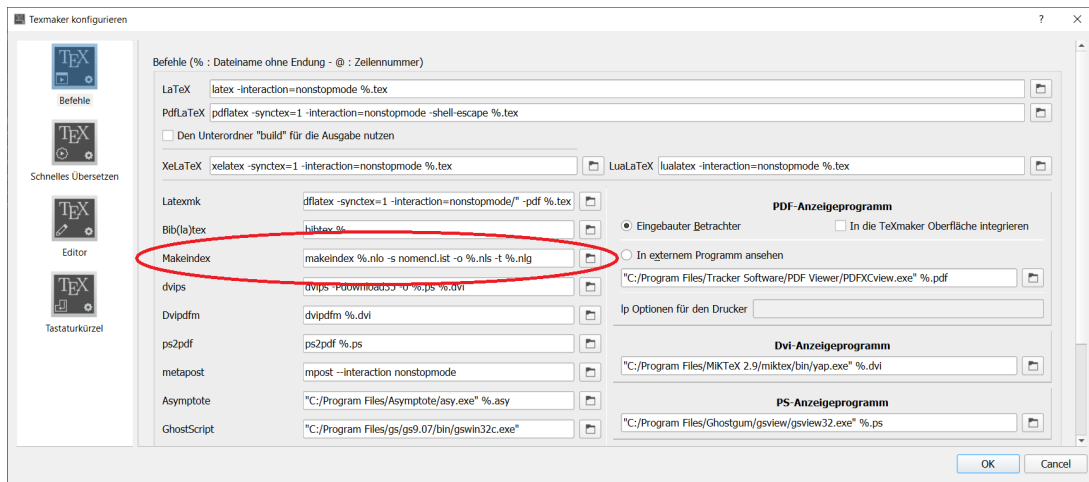 Texmaker konfigurieren
Befehle
Schnelles Übersetzen
Editor
Tastaturkürzel
Befehle (% : Dateiname ohne Endung - @ : Zeilennummer)
LaTeX latex -interaction=nonstopmode %.tex
PdfLaTeX pdflatex -synctex=1 -interaction=nonstopmode -shell-escape %.tex
Den Unterordner "build" für die Ausgabe nutzen
XeLaTeX xelatex -synctex=1 -interaction=nonstopmode %.tex LuaLaTeX lualatex -interaction=nonstopmode %.tex
Latexmk dflatex -synctex=1 -interaction=nonstopmode/" -pdf %.tex
Bib(la)tex bibtex %
Makeindex makeindex %.nlo -s nomencl.ist -o %.nls -t %.nlg
dvips dvips -Pdownload35 -o %.ps %.dvi
Dvipdfm dvipdfm %.dvi
ps2pdf ps2pdf %.ps
metapost mpost --interaction nonstopmode
Asymptote "C:/Program Files/Asymptote/asy.exe" %.asy
GhostScript "C:/Program Files/gs/gs9.07/bin/gswin32c.exe"
PDF-Anzeigeprogramm
Eingebauter Betrachter In die TeXmaker Oberfläche integrieren
In externem Programm ansehen
"C:/Program Files/Tracker Software/PDF Viewer/PDFXCview.exe" %.pdf
lp Optionen für den Drucker
Dvi-Anzeigeprogramm
"C:/Program Files/MiKTeX 2.9/miktex/bin/yap.exe" %.dvi
PS-Anzeigeprogramm
"C:/Program Files/Ghostgum/gsview/gsview32.exe" %.ps
OK Cancel